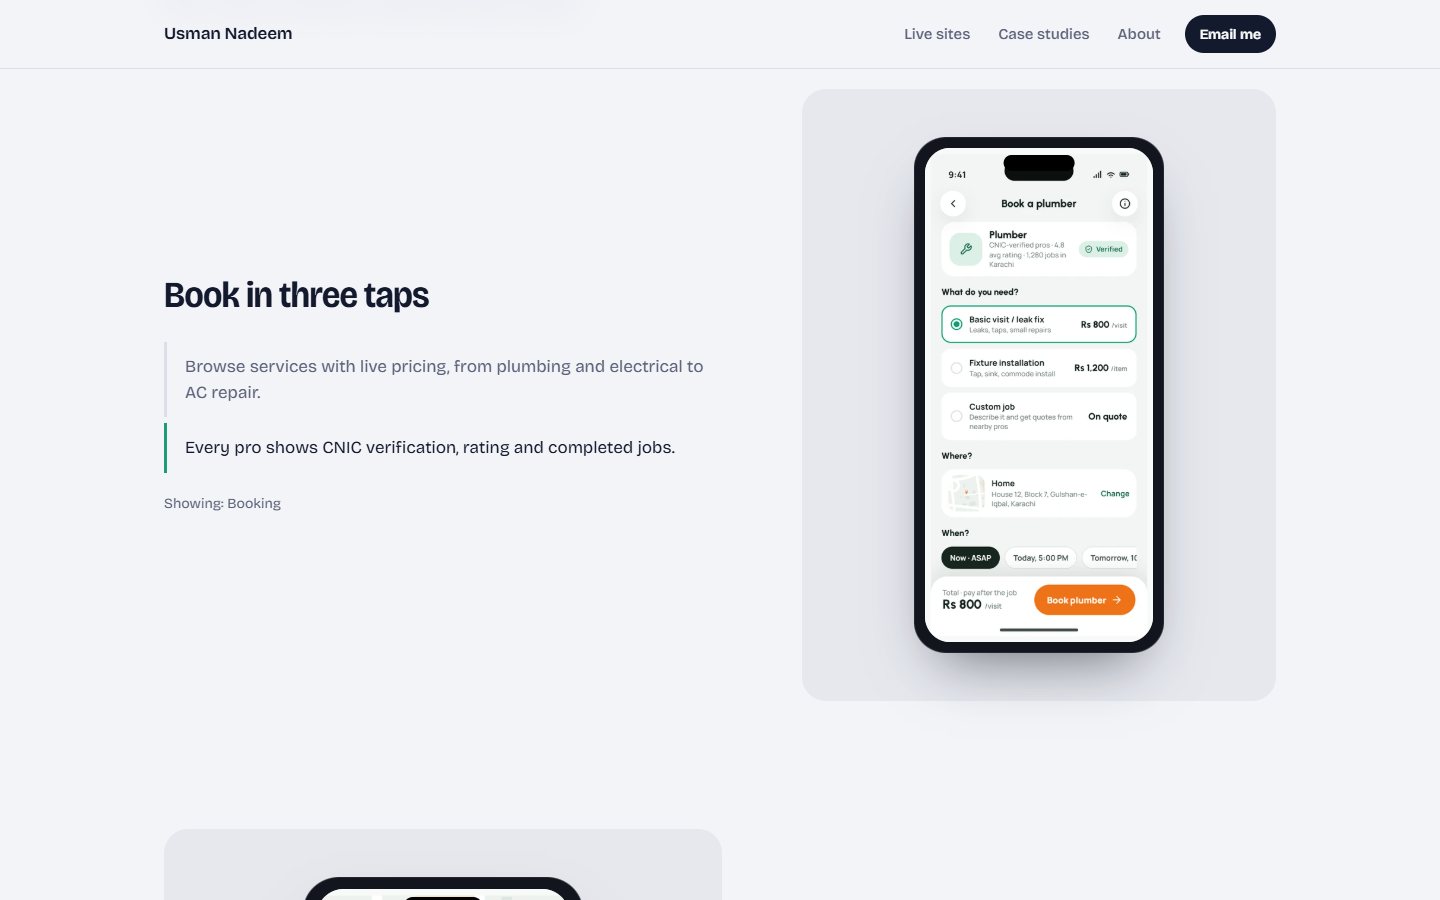 Usman Nadeem
Live sites
Case studies
About
Email me
Book in three taps
Browse services with live pricing, from plumbing and electrical to
AC repair.
Every pro shows CNIC verification, rating and completed jobs.
Showing: Booking
9:41
Book a plumber
Plumber
CNIC-verified pros · 4.8
avg rating · 1,280 jobs in
Karachi
Verified
What do you need?
Basic visit / leak fix
Leaks, taps, small repairs
Rs 800 /visit
Fixture installation
Tap, sink, commode install
Rs 1,200 /item
Custom job
Describe it and get quotes from
nearby pros
On quote
Where?
Home
House 12, Block 7, Gulshan-e-
Iqbal, Karachi
Change
When?
Now · ASAP
Today, 5:00 PM
Tomorrow, 10
Total · pay after the job
Rs 800 /visit
Book plumber